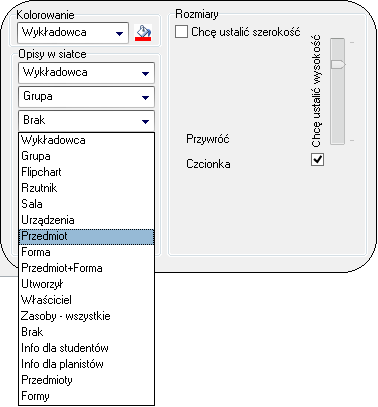 Kolorowanie
Wykładowca
Opisy w siatce
Wykładowca
Grupa
Brak
Wykładowca
Grupa
Flipchart
Rzutnik
Sala
Urządzenia
Przedmiot
Forma
Przedmiot+Forma
Utworzył
Właściciel
Zasoby - wszystkie
Brak
Info dla studentów
Info dla planistów
Przedmioty
Formy
Rozmiary
Chcę ustalić szerokość
Chcę ustalić wysokość
Przywróć
Czcionka